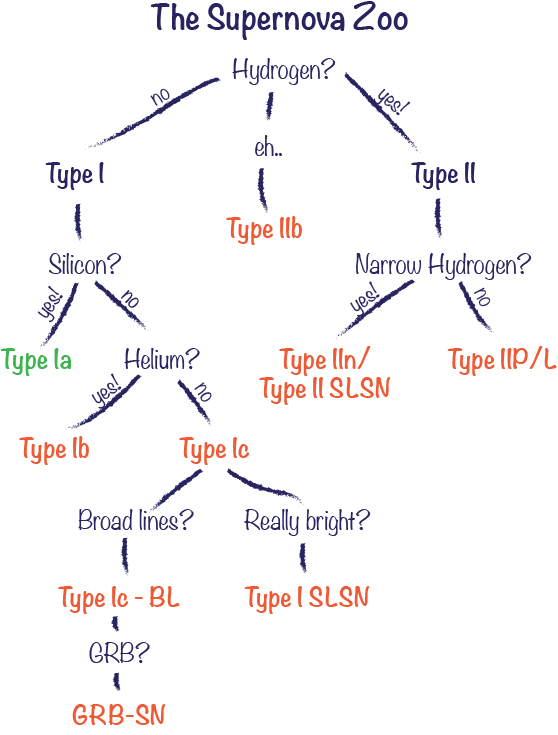 The Supernova Zoo
Hydrogen?
no
yes!
eh..
Type I
Type II
Type IIb
Silicon?
Narrow Hydrogen?
yes!
no
yes!
no
Type Ia
Helium?
Type IIn/
Type II SLSN
Type IIP/L
yes!
no
Type Ib
Type Ic
Broad lines?
Really bright?
Type Ic - BL
Type I SLSN
GRB?
GRB-SN